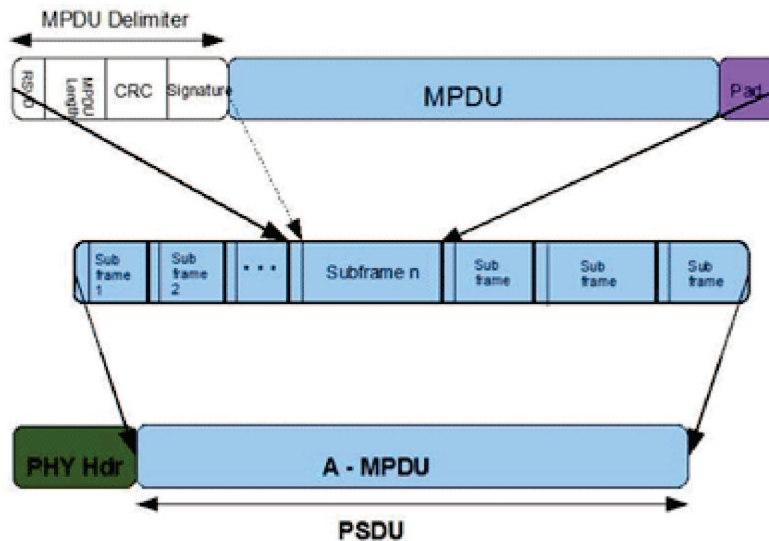 MPDU Delimiter
MPDU
Length
CRC
Signature
MPDU
Pad
Sub
frame
1
Sub
frame
2
...
Subframe n
Sub
frame
Sub
frame
Sub
frame
PHY Hdr
A - MPDU
PSDU